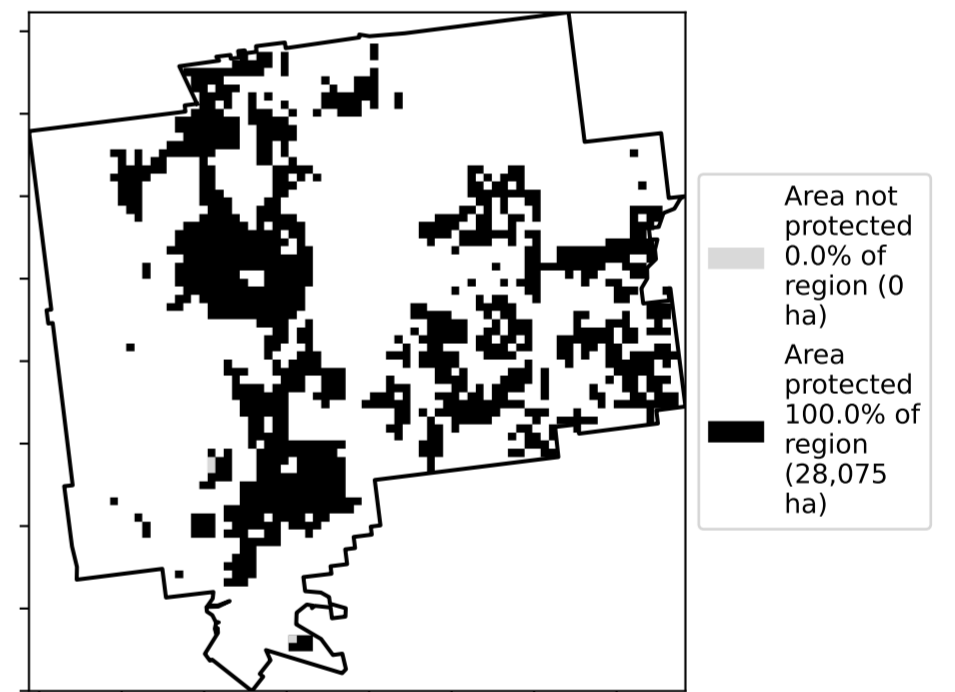 Area not
protected
0.0% of
region (0
ha)
Area
protected
100.0% of
region
(28,075
ha)